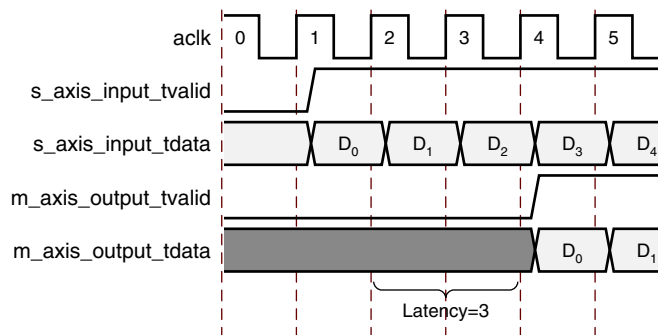 aclk 0 1 2 3 4 5
s_axis_input_tvalid
s_axis_input_tdata D0 D1 D2 D3 D4
m_axis_output_tvalid
m_axis_output_tdata D0 D1
Latency=3